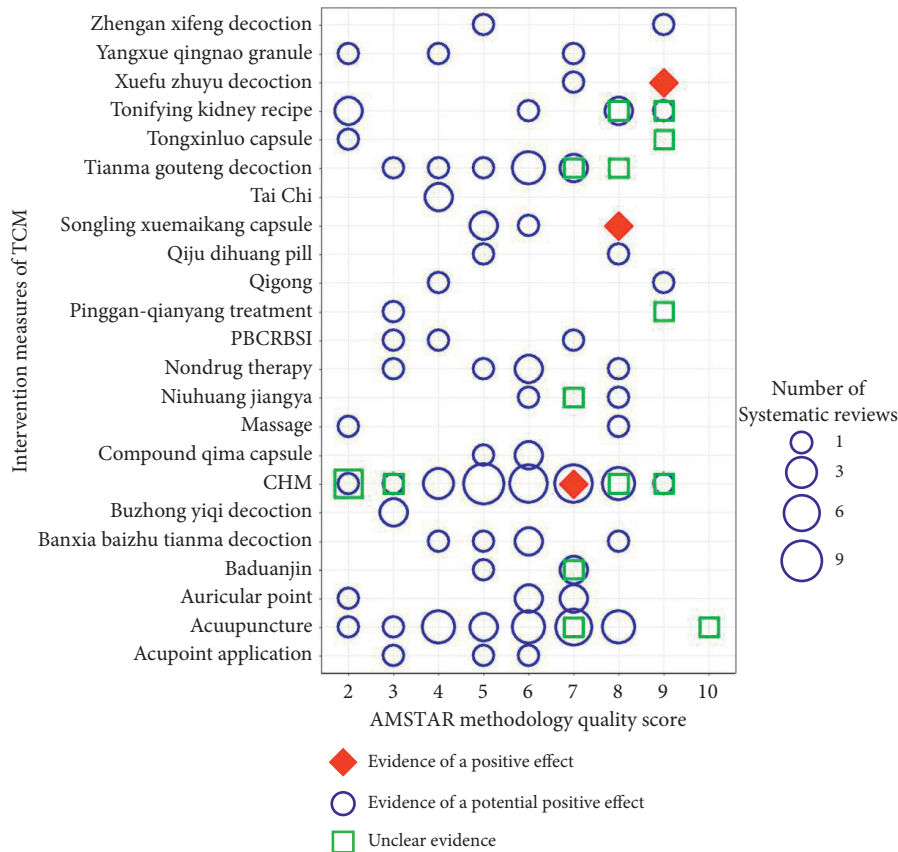 Intervention measures of TCM
Zhengan xifeng decoction
Yangxue qingnao granule
Xuefu zhuyu decoction
Tonifying kidney recipe
Tongxinluo capsule
Tianma gouteng decoction
Tai Chi
Songling xuemaikang capsule
Qiju dihuang pill
Qigong
Pinggan-qianyang treatment
PBCRBSI
Nondrug therapy
Niuhuang jiangya
Massage
Compound qima capsule
CHM
Buzhong yiqi decoction
Banxia baizhu tianma decoction
Baduanjin
Auricular point
Acuupuncture
Acupoint application
2 3 4 5 6 7 8 9 10
AMSTAR methodology quality score
Number of
Systematic reviews
1
3
6
9
Evidence of a positive effect
Evidence of a potential positive effect
Unclear evidence